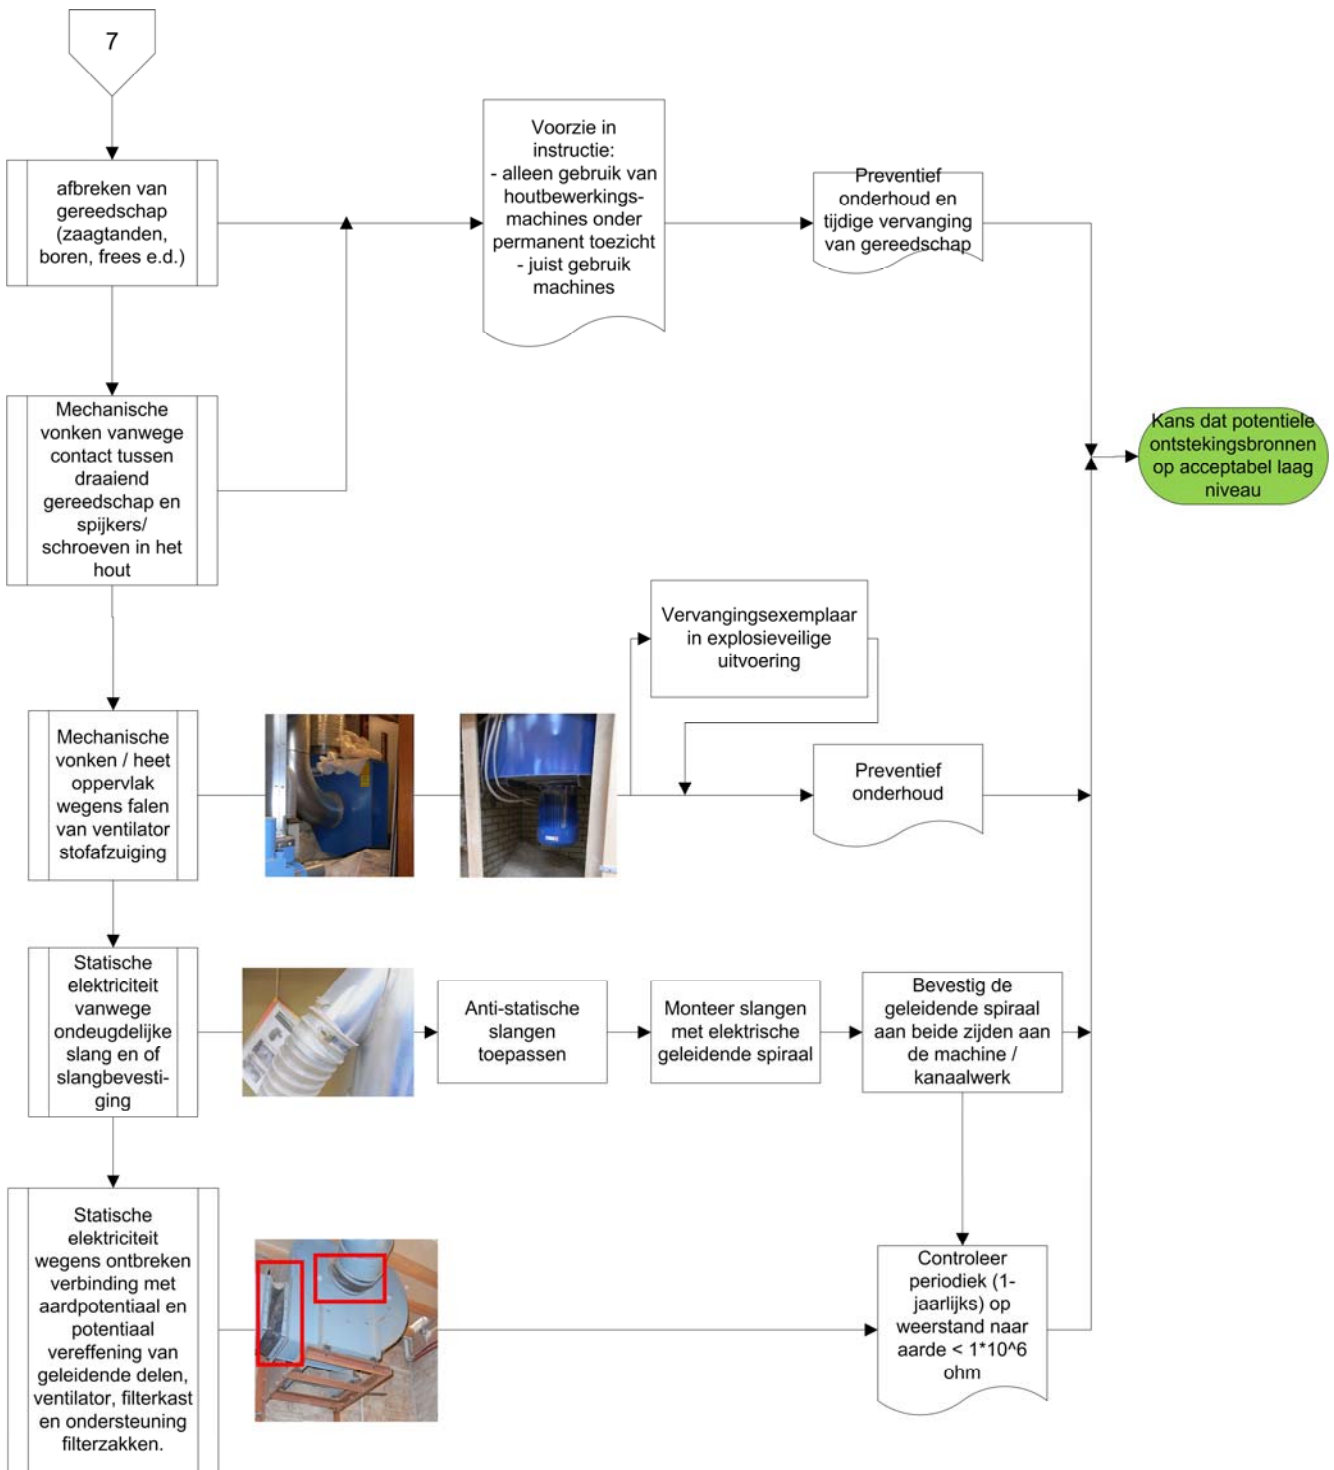 7
afbreken van
gereedschap
(zaagtanden,
boren, frees e.d.)
Voorzie in
instructie:
- alleen gebruik van
houtbewerkings-
machines onder
permanent toezicht
- juist gebruik
machines
Preventief
onderhoud en
tijdige vervanging
van gereedschap
Mechanische
vonken vanwege
contact tussen
draaiend
gereedschap en
spijkers/
schroeven in het
hout
Kans dat potentiele
ontstekingsbronnen
op acceptabel laag
niveau
Vervangingsexemplaar
in explosieveilige
uitvoering
Mechanische
vonken / heet
oppervlak
wegens falen
van ventilator
stofafzuiging
Preventief
onderhoud
Statische
elektriciteit
vanwege
ondeugdelijke
slang en of
slangbevesti-
ging
Anti-statische
slangen
toepassen
Monteer slangen
met elektrische
geleidende spiraal
Bevestig de
geleidende spiraal
aan beide zijden aan
de machine /
kanaalwerk
Statische
elektriciteit
wegens ontbreken
verbinding met
aardpotentiaal en
potentiaal
vereffening van
geleidende delen,
ventilator, filterkast
en ondersteuning
filterzakken.
Controleer
periodiek (1-
jaarlijks) op
weerstand naar
aarde < 1*10^6
ohm